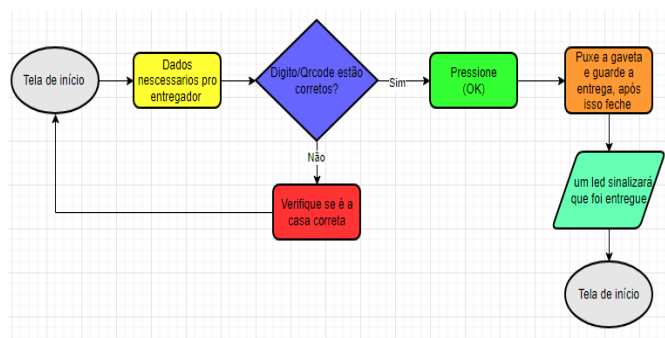 Tela de início
Dados
nescessarios pro
entregador
Digito/Qrcode estão
corretos?
Sim
Pressione
(OK)
Puxe a gaveta
e guarde a
entrega, após
isso feche
Não
Verifique se é a
casa correta
um led sinalizará
que foi entregue
Tela de início